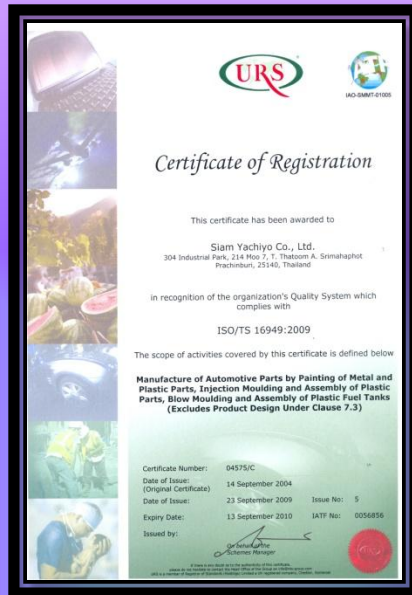 URS
IAO-SMMT-01005
Certificate of Registration
This certificate has been awarded to
Siam Yachiyo Co., Ltd.
304 Industrial Park, 214 Moo 7, T. Thatoom A. Srimahaphot
Prachinburi, 25140, Thailand
in recognition of the organization's Quality System which
complies with
ISO/TS 16949:2009
The scope of activities covered by this certificate is defined below
Manufacture of Automotive Parts by Painting of Metal and
Plastic Parts, Injection Moulding and Assembly of Plastic
Parts, Blow Moulding and Assembly of Plastic Fuel Tanks
(Excludes Product Design Under Clause 7.3)
Certificate Number: 04575/C
Date of Issue: 14 September 2004
(Original Certificate)
Date of Issue: 23 September 2009 Issue No: 5
Expiry Date: 13 September 2010 IATF No: 0056856
Issued by:
On behalf of the
Schemes Manager